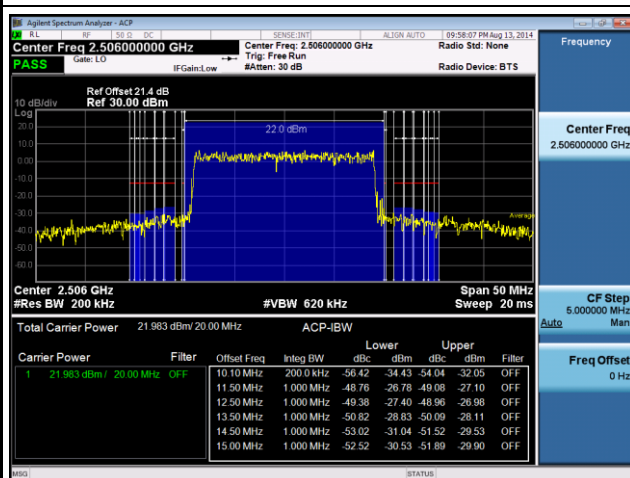 Agilent Spectrum Analyzer - ACP
RL RF 50 Ω DC SENSE:INT ALIGN AUTO 09:58:07 PM Aug 13, 2014
Center Freq 2.506000000 GHz
Center Freq: 2.506000000 GHz
Radio Std: None
Frequency
PASS
Gate: LO
IFGain:Low
Trig: Free Run
#Atten: 30 dB
Radio Device: BTS
Ref Offset 21.4 dB
10 dB/div Ref 30.00 dBm
Log
20.0
10.0
0.00
-10.0
-20.0
-30.0
-40.0
-50.0
-60.0
22.0 dBm
Average
Center Freq
2.506000000 GHz
Center 2.506 GHz
Span 50 MHz
#Res BW 200 kHz
#VBW 620 kHz
Sweep 20 ms
CF Step
5.000000 MHz
Auto Man
Total Carrier Power 21.983 dBm/ 20.00 MHz ACP-IBW
Lower Upper
Carrier Power Filter Offset Freq Integ BW dBc dBm dBc dBm Filter
1 21.983 dBm / 20.00 MHz OFF
10.10 MHz 200.0 kHz -56.42 -34.43 -54.04 -32.05 OFF
11.50 MHz 1.000 MHz -48.76 -26.78 -49.08 -27.10 OFF
12.50 MHz 1.000 MHz -49.38 -27.40 -48.96 -26.98 OFF
13.50 MHz 1.000 MHz -50.82 -28.83 -50.09 -28.11 OFF
14.50 MHz 1.000 MHz -53.02 -31.04 -51.52 -29.53 OFF
15.00 MHz 1.000 MHz -52.52 -30.53 -51.89 -29.90 OFF
Freq Offset
0 Hz
MSG
STATUS